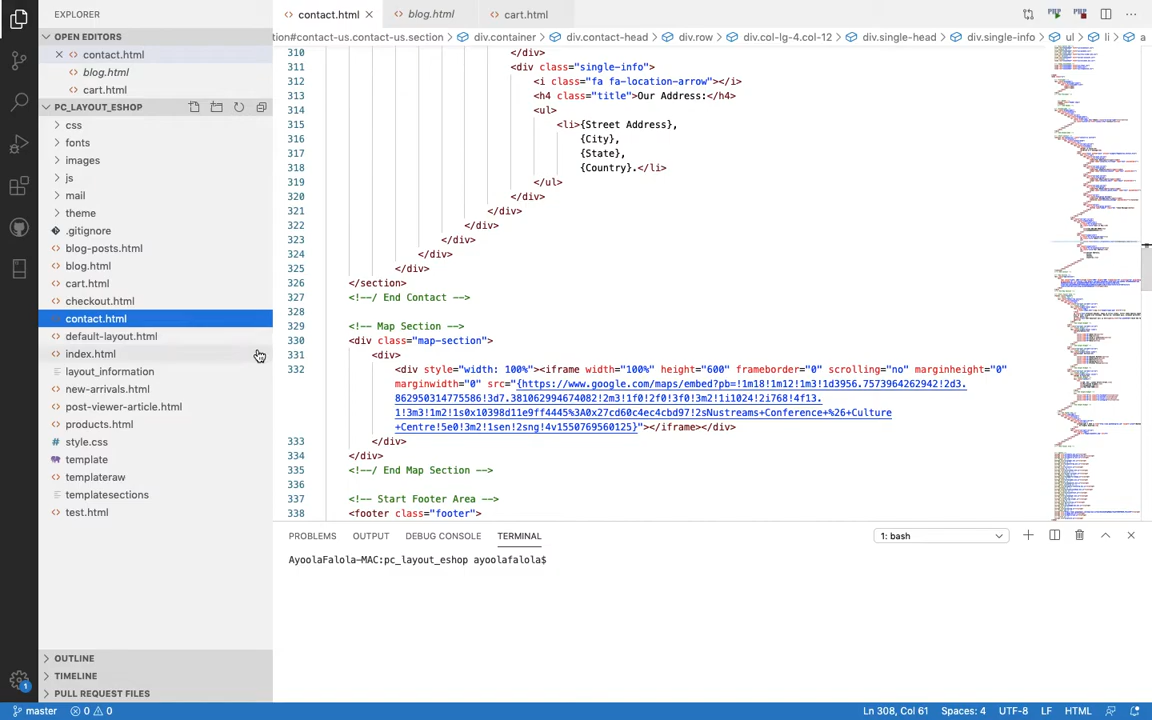 EXPLORER
OPEN EDITORS
contact.html
blog.html
cart.html
PC_LAYOUT_ESHOP
css
fonts
images
js
mail
theme
.gitignore
blog-posts.html
blog.html
cart.html
checkout.html
contact.html
default-layout.html
index.html
layout_information
new-arrivals.html
post-viewer-article.html
products.html
style.css
template
templateraw
templatesections
test.html
OUTLINE
TIMELINE
PULL REQUEST FILES
contact.html
blog.html
cart.html
tion#section#contact-us.contact-us.section
div.container
div.contact-head
div.row
div.col-lg-4.col-12
div.single-head
div.single-info
ul
li
a
310 </div>
311 <div class="single-info">
312 <i class="fa fa-location-arrow"></i>
313 <h4 class="title">Our Address:</h4>
314 <ul>
315 <li>{Street Address},
316 {City},
317 {State},
318 {Country}.</li>
319 </ul>
320 </div>
321 </div>
322 </div>
323 </div>
324 </div>
325 </div>
326 </section>
327 <!--/ End Contact -->
328
329 <!-- Map Section -->
330 <div class="map-section">
331 <div>
332 <div style="width: 100%"><iframe width="100%" height="600" frameborder="0" scrolling="no" marginheight="0"
marginwidth="0" src="{https://www.google.com/maps/embed?pb=!1m18!1m12!1m3!1d3956.7573964262942!2d3.
862950314775586!3d7.381062994674082!2m3!1f0!2f0!3f0!3m2!1i1024!2i768!4f13.
1!3m3!1m2!1s0x10398d11e9ff4445%3A0x27cd60c4ec4cbd97!2sNustreams+Conference+%26+Culture
+Centre!5e0!3m2!1sen!2sng!4v1550769560125}"></iframe></div>
333 </div>
334 </div>
335 <!--/ End Map Section -->
336
337 <!-- Start Footer Area -->
338 <footer class="footer">
PROBLEMS OUTPUT DEBUG CONSOLE TERMINAL
1: bash
AyoolaFalola-MAC:pc_layout_eshop ayoolafalola$
1
master 0 0
Ln 308, Col 61 Spaces: 4 UTF-8 LF HTML